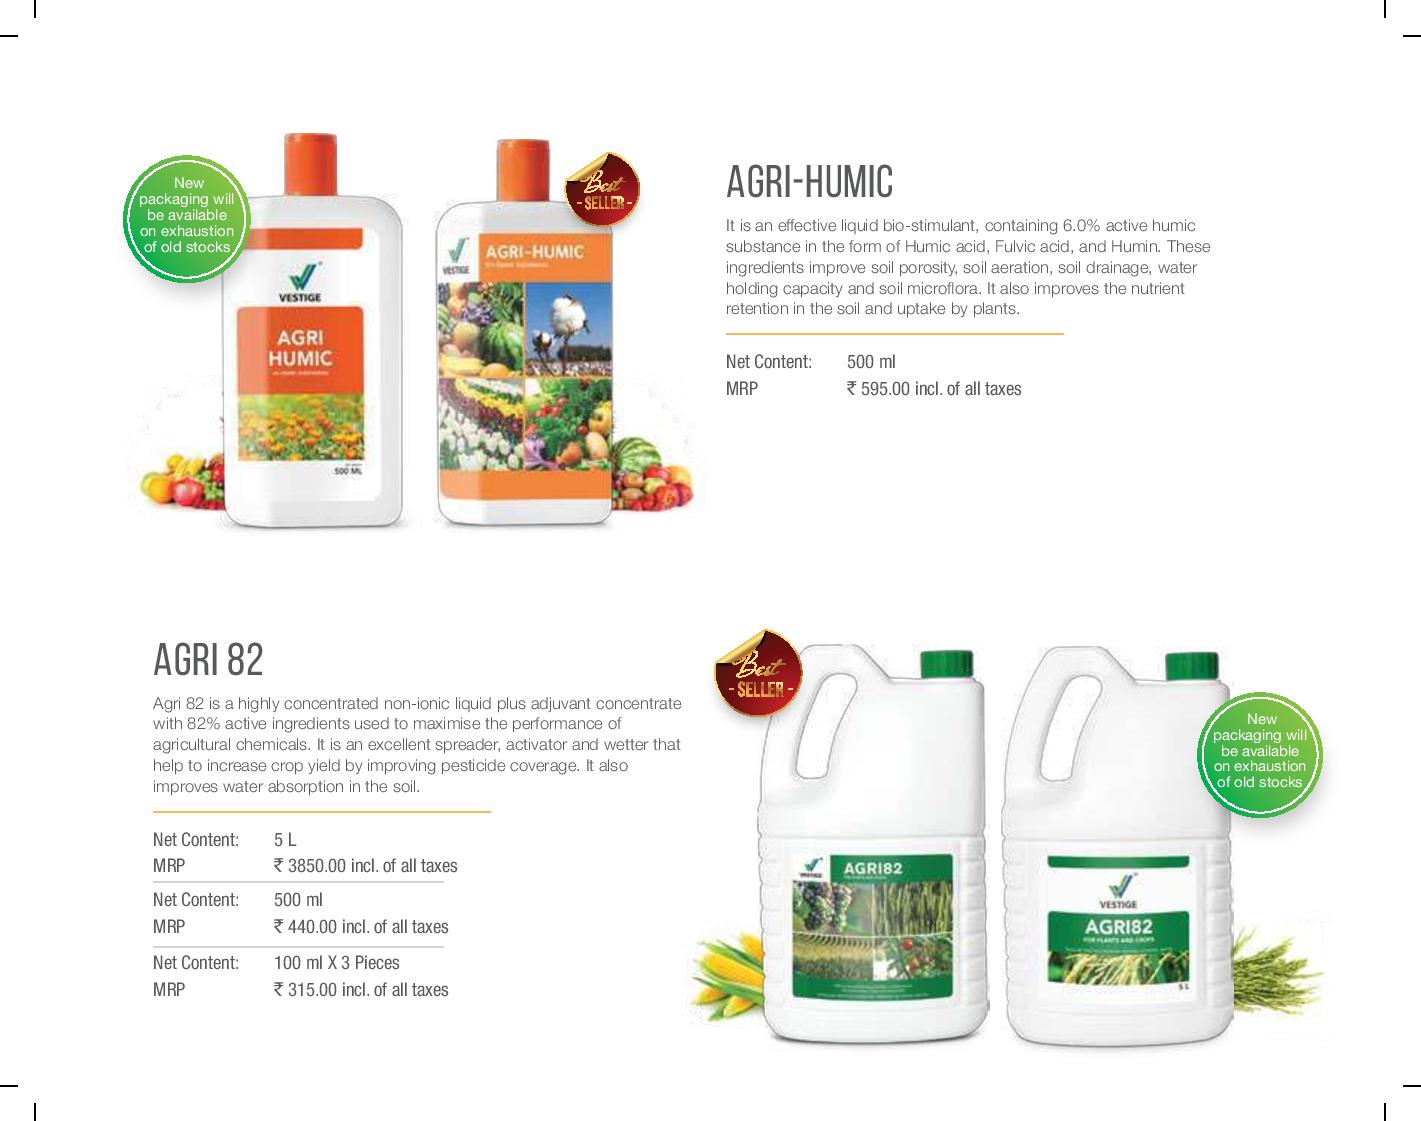 New
packaging will
be available
on exhaustion
of old stocks
Best
- SELLER -
VESTIGE
AGRI
HUMIC
500 ML
VESTIGE
AGRI-HUMIC
AGRI-HUMIC
It is an effective liquid bio-stimulant, containing 6.0% active humic
substance in the form of Humic acid, Fulvic acid, and Humin. These
ingredients improve soil porosity, soil aeration, soil drainage, water
holding capacity and soil microflora. It also improves the nutrient
retention in the soil and uptake by plants.
Net Content: 500 ml
MRP ₹ 595.00 incl. of all taxes
AGRI 82
Agri 82 is a highly concentrated non-ionic liquid plus adjuvant concentrate
with 82% active ingredients used to maximise the performance of
agricultural chemicals. It is an excellent spreader, activator and wetter that
help to increase crop yield by improving pesticide coverage. It also
improves water absorption in the soil.
Net Content: 5 L
MRP ₹ 3850.00 incl. of all taxes
Net Content: 500 ml
MRP ₹ 440.00 incl. of all taxes
Net Content: 100 ml X 3 Pieces
MRP ₹ 315.00 incl. of all taxes
Best
- SELLER -
New
packaging will
be available
on exhaustion
of old stocks
VESTIGE
AGRI82
VESTIGE
AGRI82
FOR PLANTS AND CROPS
5 L